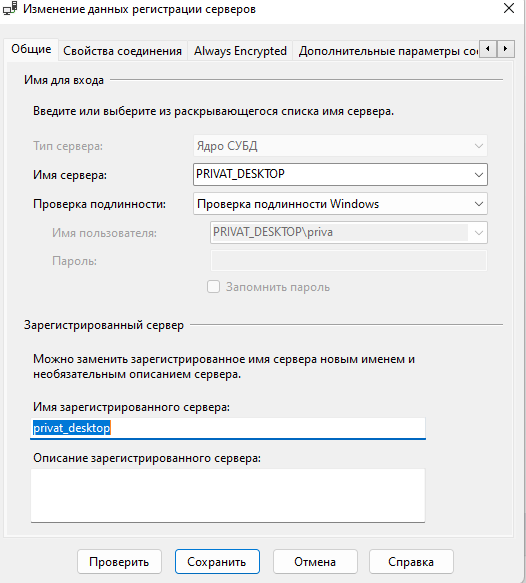 Изменение данных регистрации серверов
Общие
Свойства соединения
Always Encrypted
Дополнительные параметры сое
Имя для входа
Введите или выберите из раскрывающегося списка имя сервера.
Тип сервера:
Ядро СУБД
Имя сервера:
PRIVAT_DESKTOP
Проверка подлинности:
Проверка подлинности Windows
Имя пользователя:
PRIVAT_DESKTOP\priva
Пароль:
Запомнить пароль
Зарегистрированный сервер
Можно заменить зарегистрированное имя сервера новым именем и
необязательным описанием сервера.
Имя зарегистрированного сервера:
privat_desktop
Описание зарегистрированного сервера:
Проверить
Сохранить
Отмена
Справка